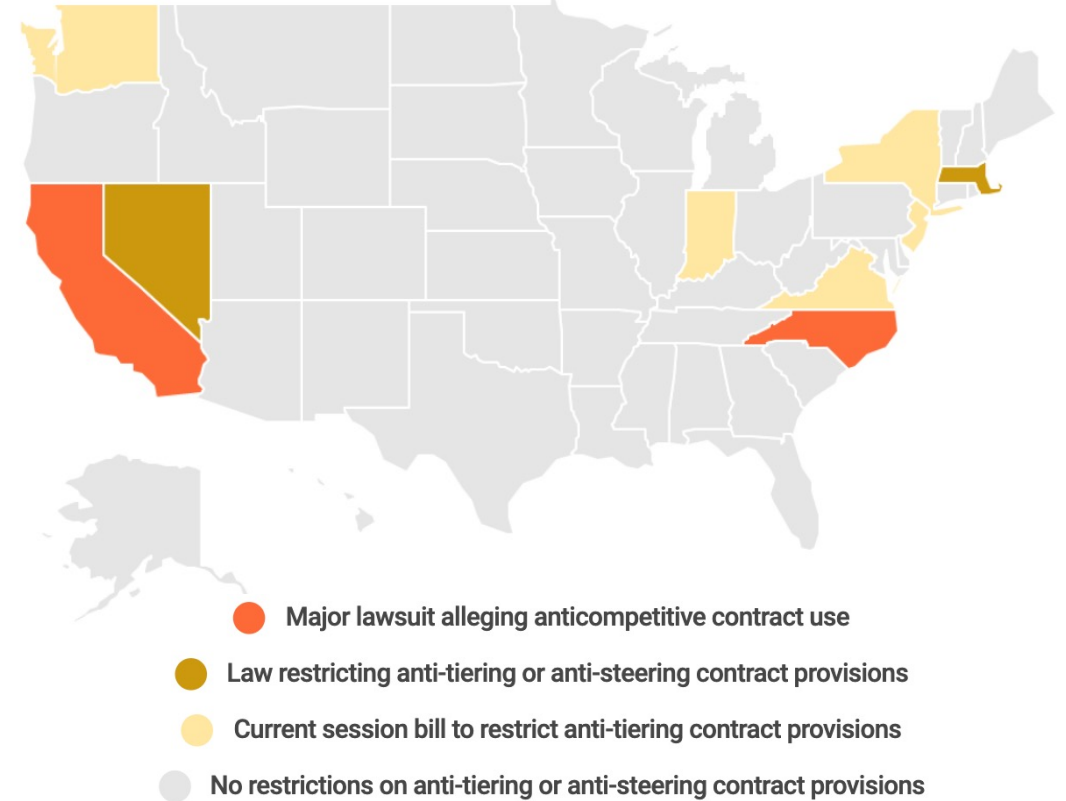 Major lawsuit alleging anticompetitive contract use
Law restricting anti-tiering or anti-steering contract provisions
Current session bill to restrict anti-tiering contract provisions
No restrictions on anti-tiering or anti-steering contract provisions